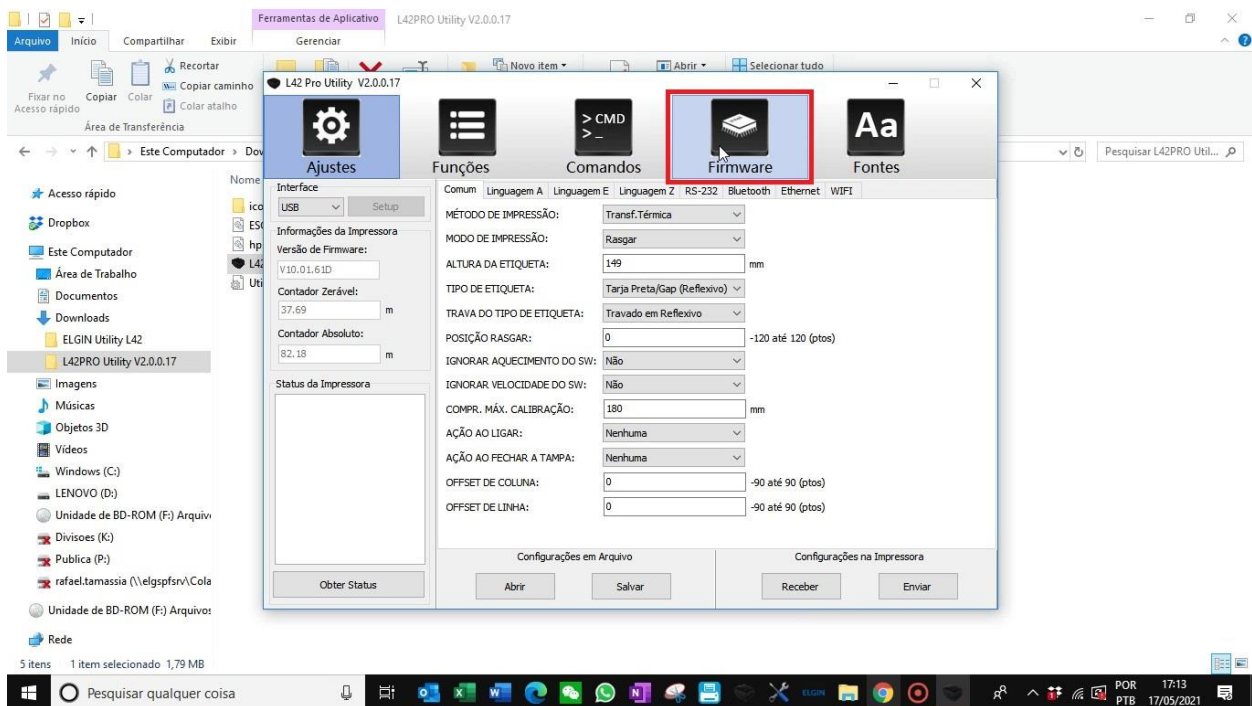 Ferramentas de Aplicativo L42PRO Utility V2.0.0.17
Arquivo Início Compartilhar Exibir Gerenciar
Fixar no Acesso rápido
Copiar
Colar
Recortar
Copiar caminho
Colar atalho
Área de Transferência
Novo item
Abrir
Selecionar tudo
Este Computador
Pesquisar L42PRO Util...
Nome
Acesso rápido
Dropbox
Este Computador
Área de Trabalho
Documentos
Downloads
ELGIN Utility L42
L42PRO Utility V2.0.0.17
Imagens
Músicas
Objetos 3D
Vídeos
Windows (C:)
LENOVO (D:)
Unidade de BD-ROM (F:) Arquiv
Divisoes (K:)
Publica (P:)
rafael.tamassia (\\elgspfsrv\Cola
Unidade de BD-ROM (F:) Arquivos
Rede
ico
ES
hp
L42
Uti
L42 Pro Utility V2.0.0.17
>CMD
>_
Aa
Ajustes Funções Comandos Firmware Fontes
Interface
USB Setup
Informações da Impressora
Versão de Firmware:
V10.01.61D
Contador Zerável:
37.69 m
Contador Absoluto:
82.18 m
Status da Impressora
Obter Status
Comum Linguagem A Linguagem E Linguagem Z RS-232 Bluetooth Ethernet WIFI
MÉTODO DE IMPRESSÃO: Transf.Térmica
MODO DE IMPRESSÃO: Rasgar
ALTURA DA ETIQUETA: 149 mm
TIPO DE ETIQUETA: Tarja Preta/Gap (Reflexivo)
TRAVA DO TIPO DE ETIQUETA: Travado em Reflexivo
POSIÇÃO RASGAR: 0 -120 até 120 (ptos)
IGNORAR AQUECIMENTO DO SW: Não
IGNORAR VELOCIDADE DO SW: Não
COMPR. MÁX. CALIBRAÇÃO: 180 mm
AÇÃO AO LIGAR: Nenhuma
AÇÃO AO FECHAR A TAMPA: Nenhuma
OFFSET DE COLUNA: 0 -90 até 90 (ptos)
OFFSET DE LINHA: 0 -90 até 90 (ptos)
Configurações em Arquivo Configurações na Impressora
Abrir Salvar Receber Enviar
5 itens 1 item selecionado 1,79 MB
Pesquisar qualquer coisa
ELGIN
POR
PTB
17:13
17/05/2021